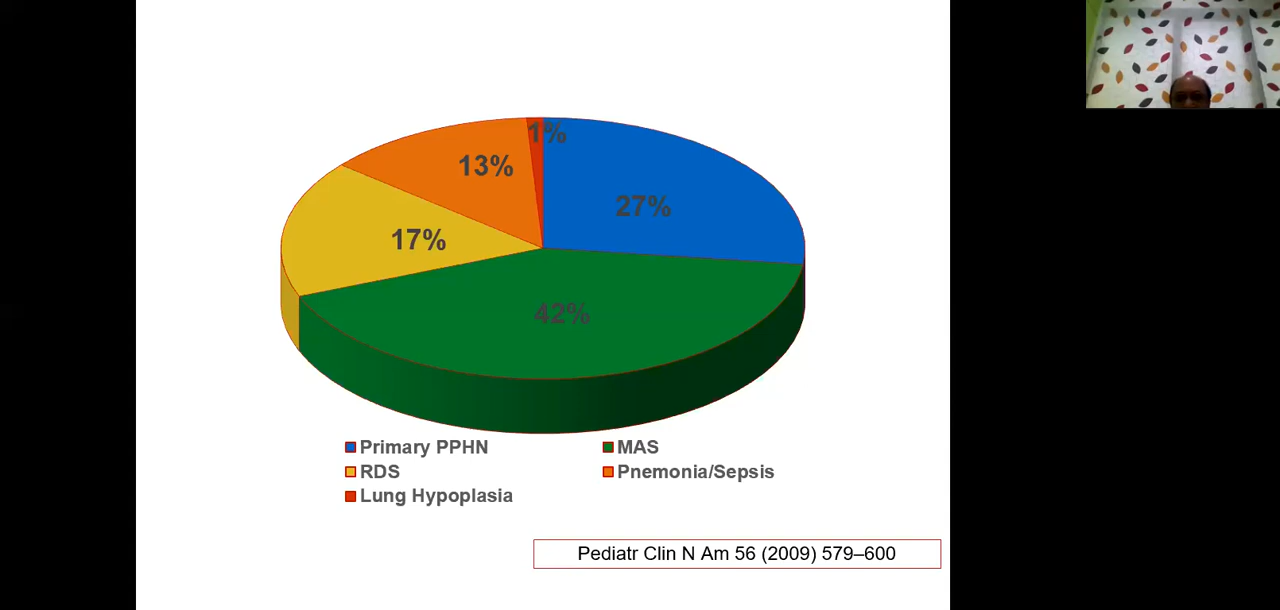 1%
13%
27%
17%
42%
Primary PPHN
MAS
RDS
Pnemonia/Sepsis
Lung Hypoplasia
Pediatr Clin N Am 56 (2009) 579–600